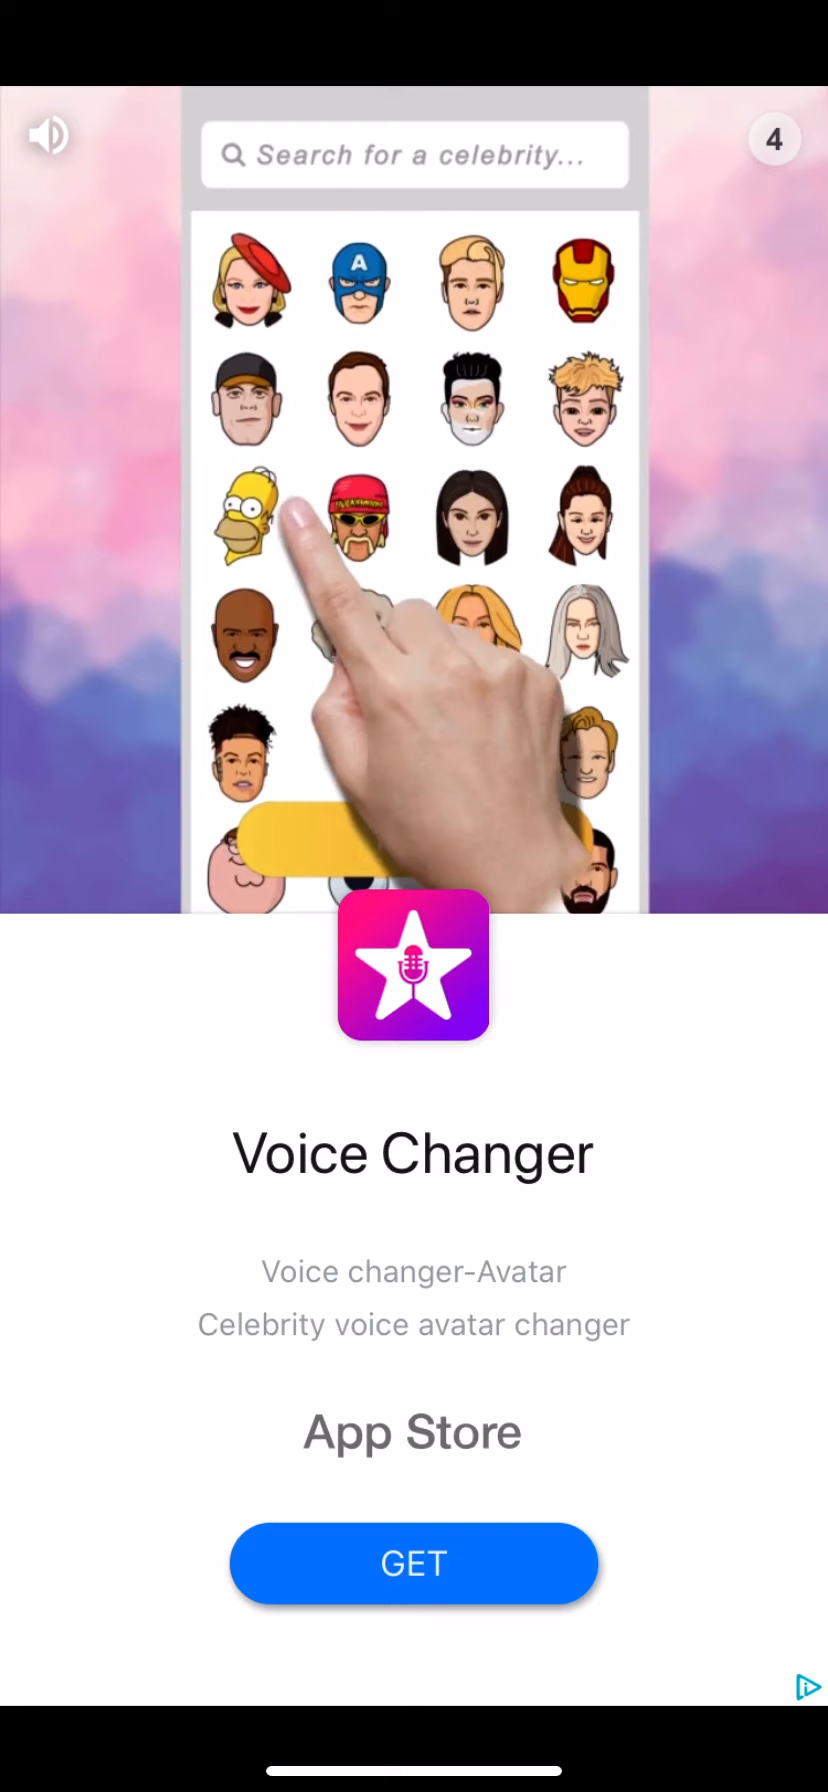 4
Search for a celebrity...
A
Voice Changer
Voice changer-Avatar
Celebrity voice avatar changer
App Store
GET